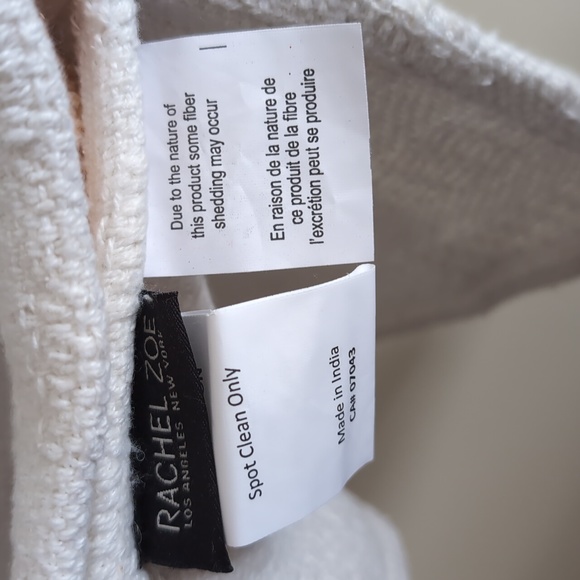 Due to the nature of
this product some fiber
shedding may occur
En raison de la nature de
ce produit de la fibre
l'excrétion peut se produire
RACHEL ZOE
LOS ANGELES NEW YORK
Spot Clean Only
Made in India
CA# 07043